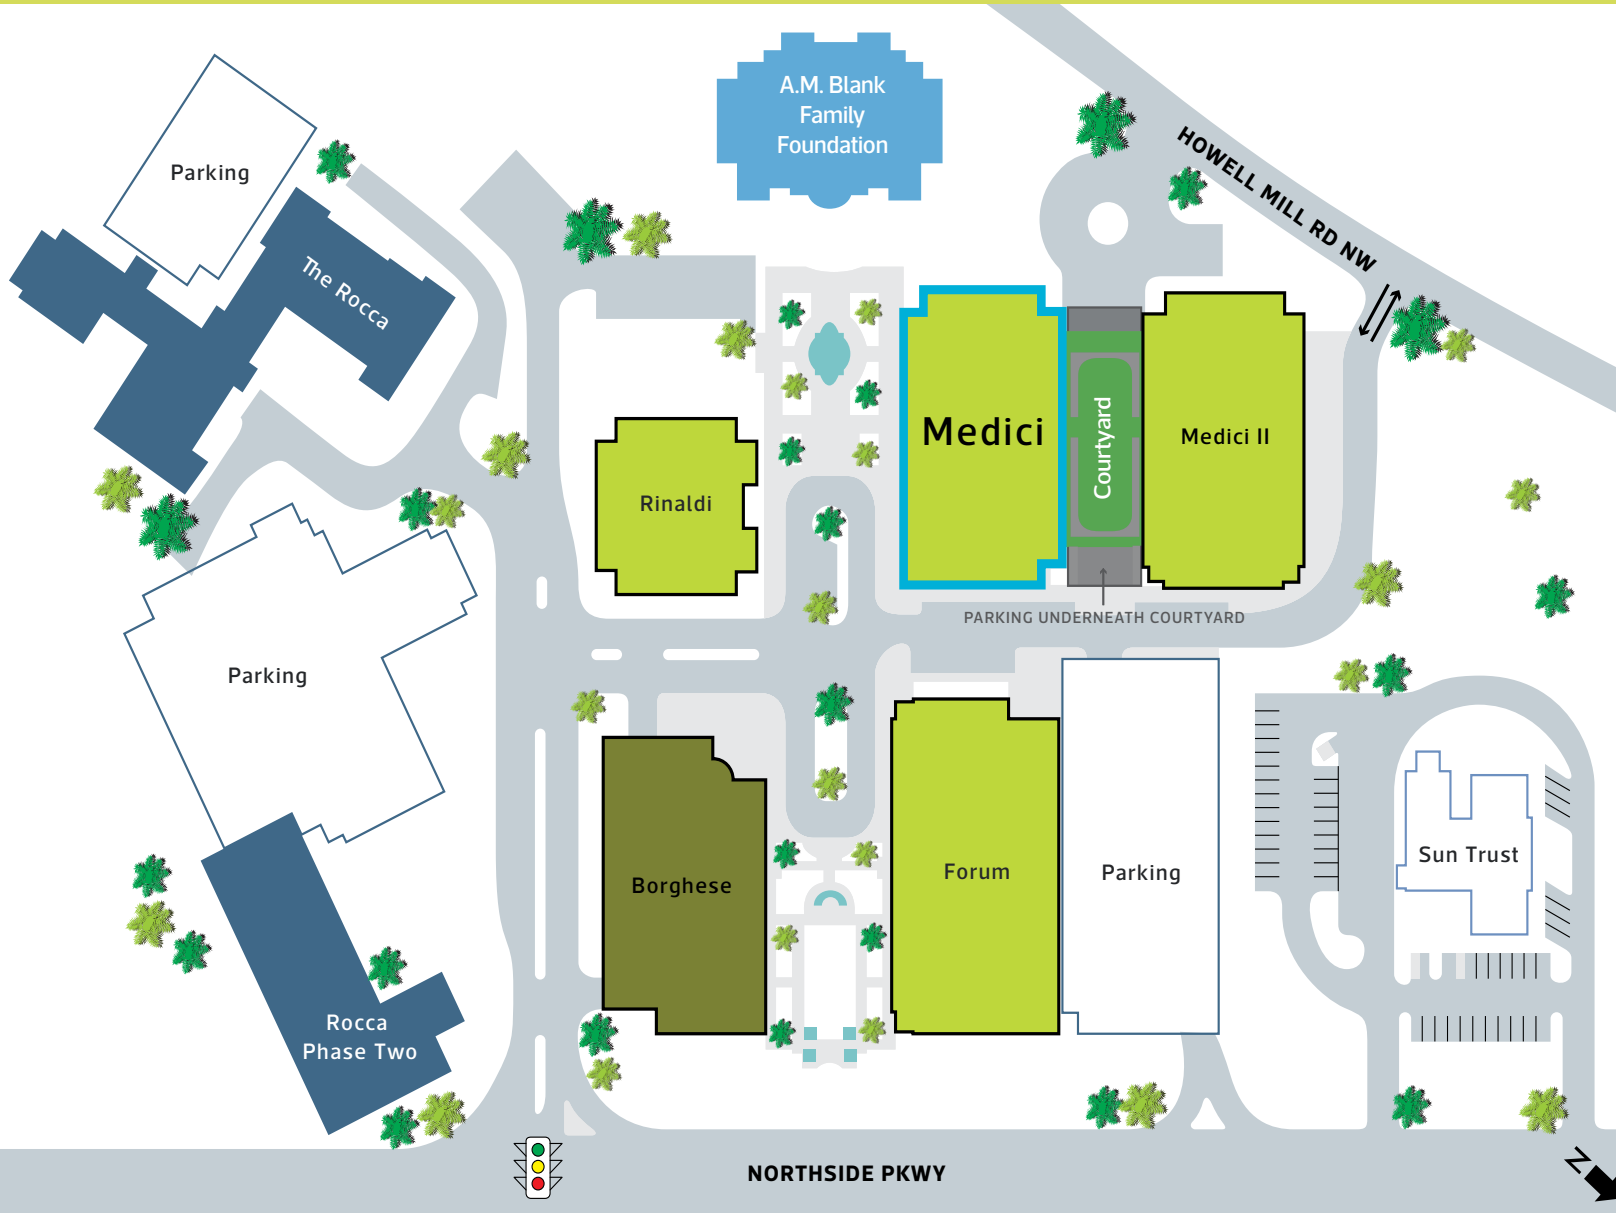 A.M. Blank
Family
Foundation
HOWELL MILL RD NW
Parking
The Rocca
Medici
Courtyard
Medici II
Rinaldi
PARKING UNDERNEATH COURTYARD
Parking
Sun Trust
Borghese
Forum
Parking
Rocca
Phase Two
NORTHSIDE PKWY
N